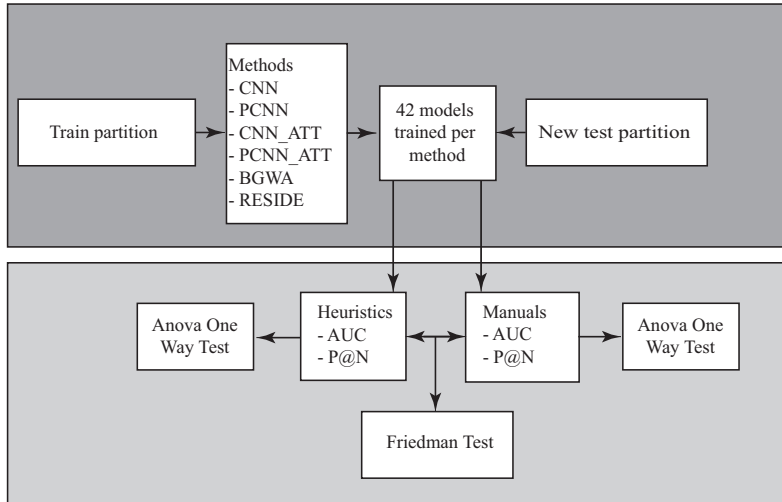 Train partition
Methods
- CNN
- PCNN
- CNN_ATT
- PCNN_ATT
- BGWA
- RESIDE
42 models
trained per
method
New test partition
Anova One
Way Test
Heuristics
- AUC
- P@N
Manuals
- AUC
- P@N
Anova One
Way Test
Friedman Test